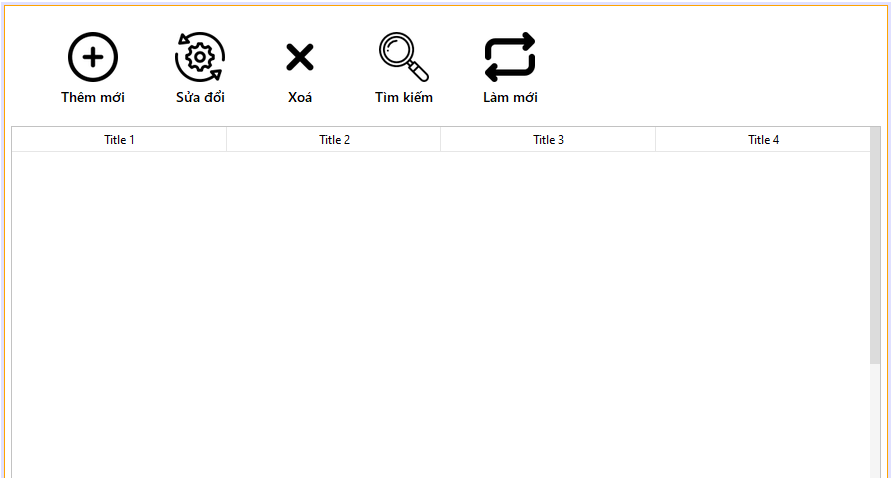 Thêm mới Sửa đổi Xoá Tìm kiếm Làm mới
Title 1 Title 2 Title 3 Title 4